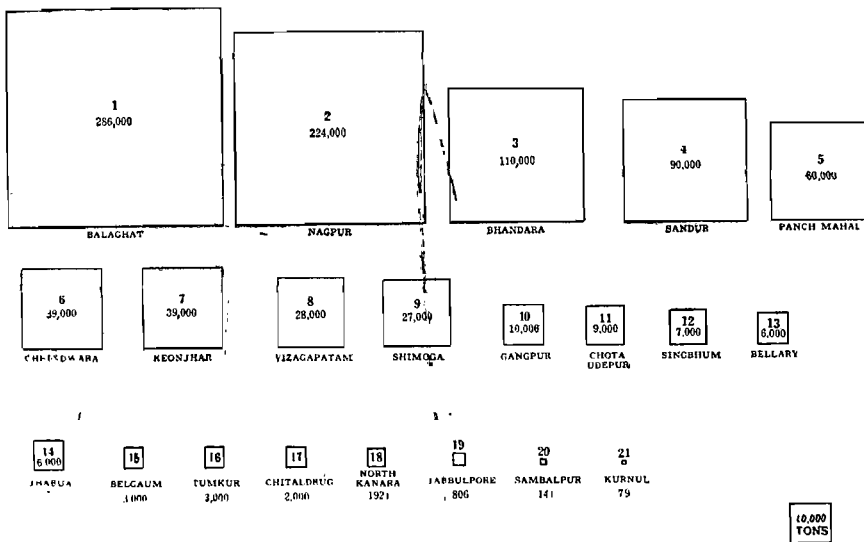 1
286,000
BALAGHAT
2
224,000
NAGPUR
3
110,000
BHANDARA
4
90,000
SANDUR
5
60,000
PANCH MAHAL
6
39,000
7
39,000
KEONJHAR
8
28,000
VIZAGAPATAM
9
27,000
SHIMOGA
10
10,006
GANGPUR
11
9,000
CHOTA
UDEPUR
12
7,000
SINGBHUM
13
6,000
BELLARY
14
6,000
JHABUA
15
BELGAUM
3,000
16
TUMKUR
3,000
17
CHITALDRUG
2,000
18
NORTH
KANARA
1921
19
JABBULPORE
806
20
SAMBALPUR
141
21
KURNUL
79
10,000
TONS